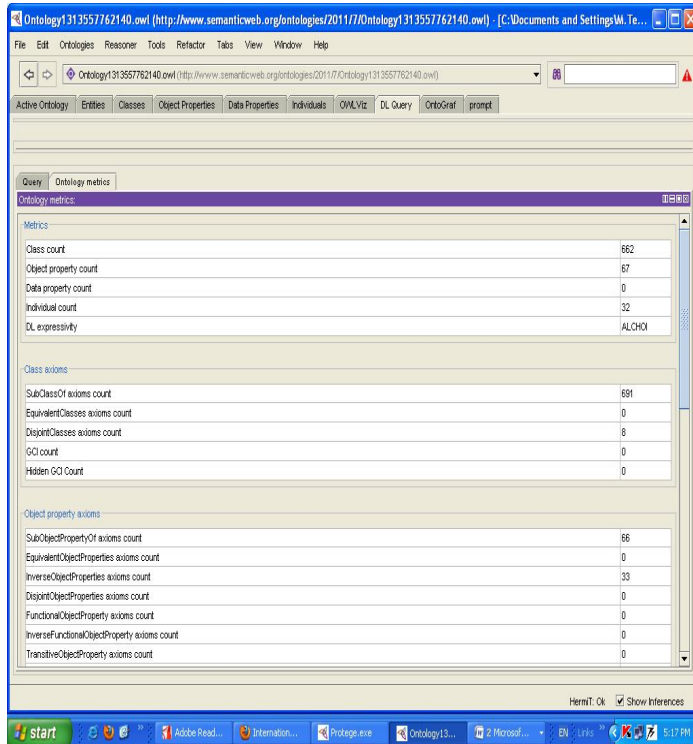 Ontology1313557762140.owl (http://www.semanticweb.org/ontologies/2011/7/Ontology1313557762140.owl) - [C:\Documents and Settings\M. Te...
File Edit Ontologies Reasoner Tools Refactor Tabs View Window Help
Ontology1313557762140.owl (http://www.semanticweb.org/ontologies/2011/7/Ontology1313557762140.owl)
Active Ontology Entities Classes Object Properties Data Properties Individuals OWLViz DL Query OntoGraf prompt
Query Ontology metrics
Ontology metrics:
Metrics
Class count 662
Object property count 67
Data property count 0
Individual count 32
DL expressivity ALCHOI
Class axioms
SubClassOf axioms count 691
EquivalentClasses axioms count 0
DisjointClasses axioms count 8
GCI count 0
Hidden GCI Count 0
Object property axioms
SubObjectPropertyOf axioms count 66
EquivalentObjectProperties axioms count 0
InverseObjectProperties axioms count 33
DisjointObjectProperties axioms count 0
FunctionalObjectProperty axioms count 0
InverseFunctionalObjectProperty axioms count 0
TransitiveObjectProperty axioms count 0
HermiT: Ok Show Inferences
start Adobe Read... Internation... Protege.exe Ontology13... 2 Microsof... EN Links 5:17 PM